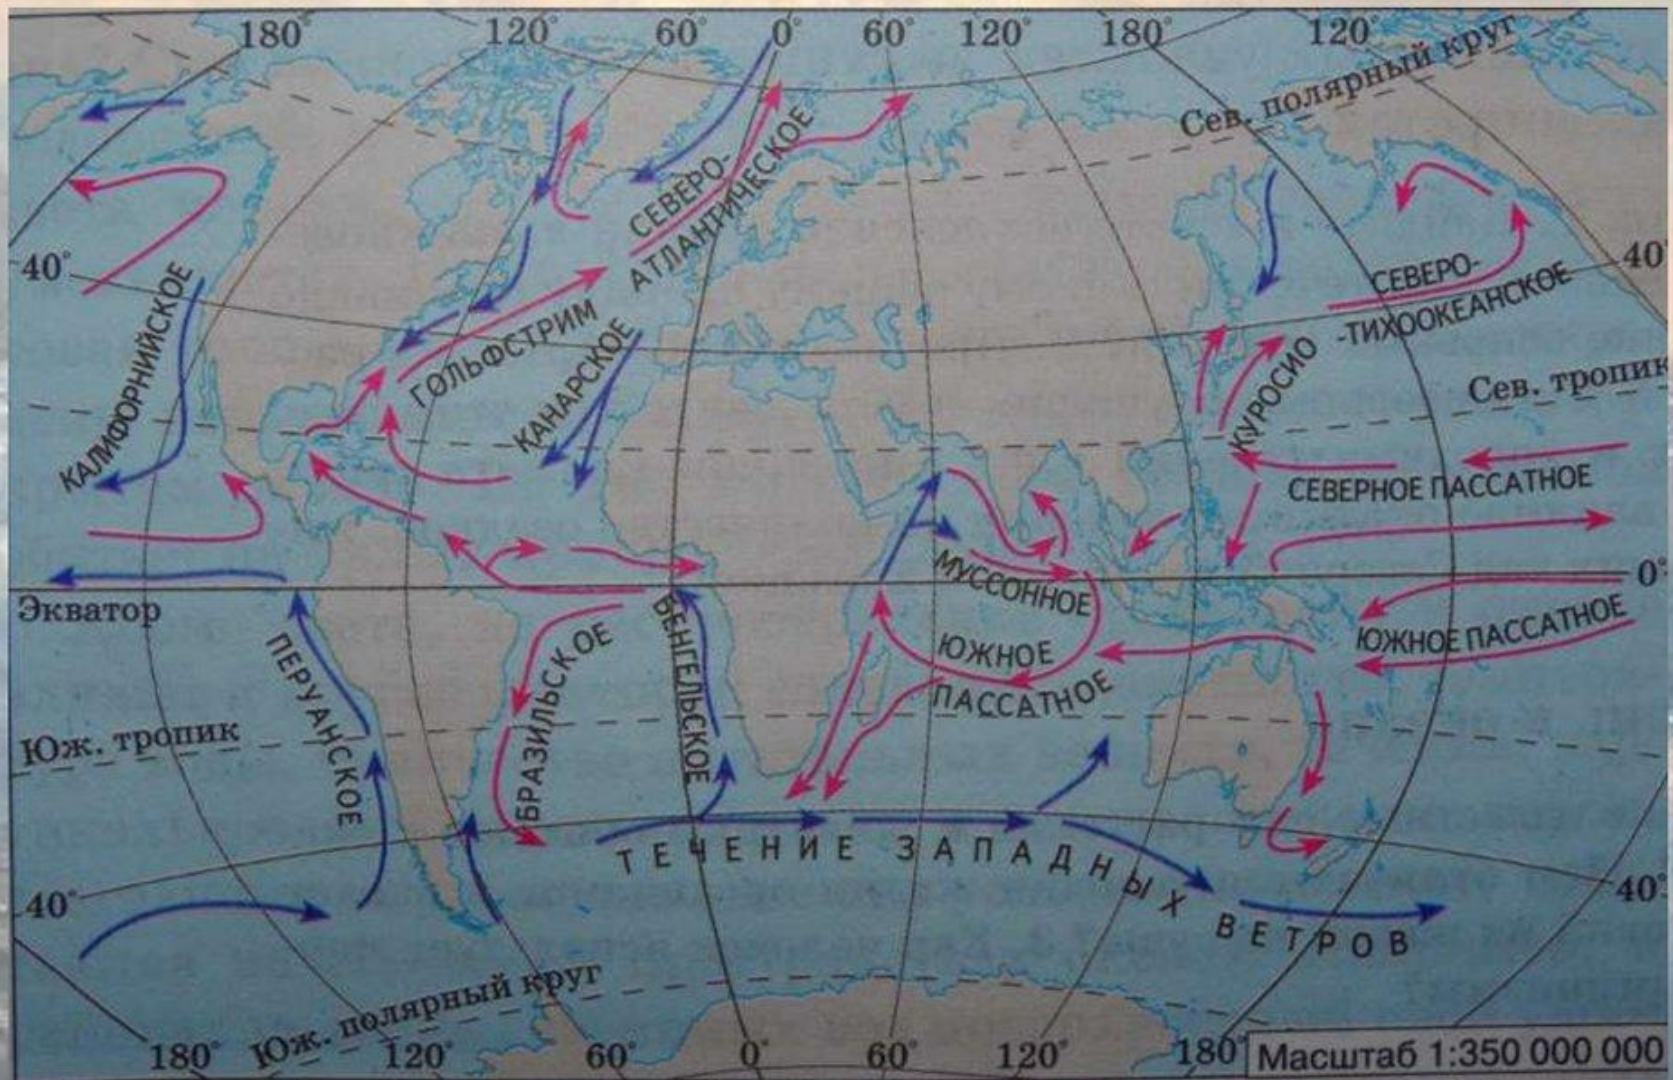 180° 120° 60° 0° 60° 120° 180° 120°
Сев. полярный круг
СЕВЕРО-
АТЛАНТИЧЕСКОЕ
40°
40°
КАЛИФОРНИЙСКОЕ
ГОЛЬФСТРИМ
КАНАРСКОЕ
КУРОСИО
СЕВЕРО-
-ТИХООКЕАНСКОЕ
Сев. тропик
СЕВЕРНОЕ ПАССАТНОЕ
МУССОННОЕ
0°
Экватор
ПЕРУАНСКОЕ
БРАЗИЛЬСКОЕ
БЕНГЕЛЬСКОЕ
ЮЖНОЕ
ПАССАТНОЕ
ЮЖНОЕ ПАССАТНОЕ
Юж. тропик
ТЕЧЕНИЕ ЗАПАДНЫХ ВЕТРОВ
40°
40°
Юж. полярный круг
180° 120° 60° 0° 60° 120° 180°
Масштаб 1:350 000 000